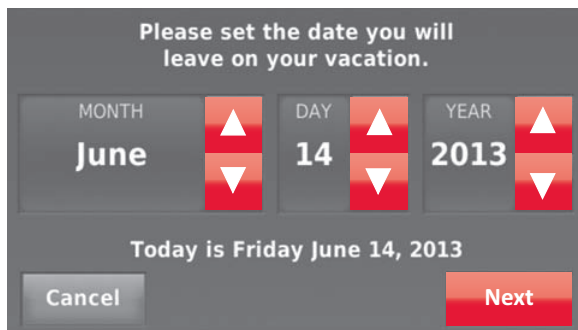 Please set the date you will
leave on your vacation.
MONTH DAY YEAR
June 14 2013
Today is Friday June 14, 2013
Cancel Next